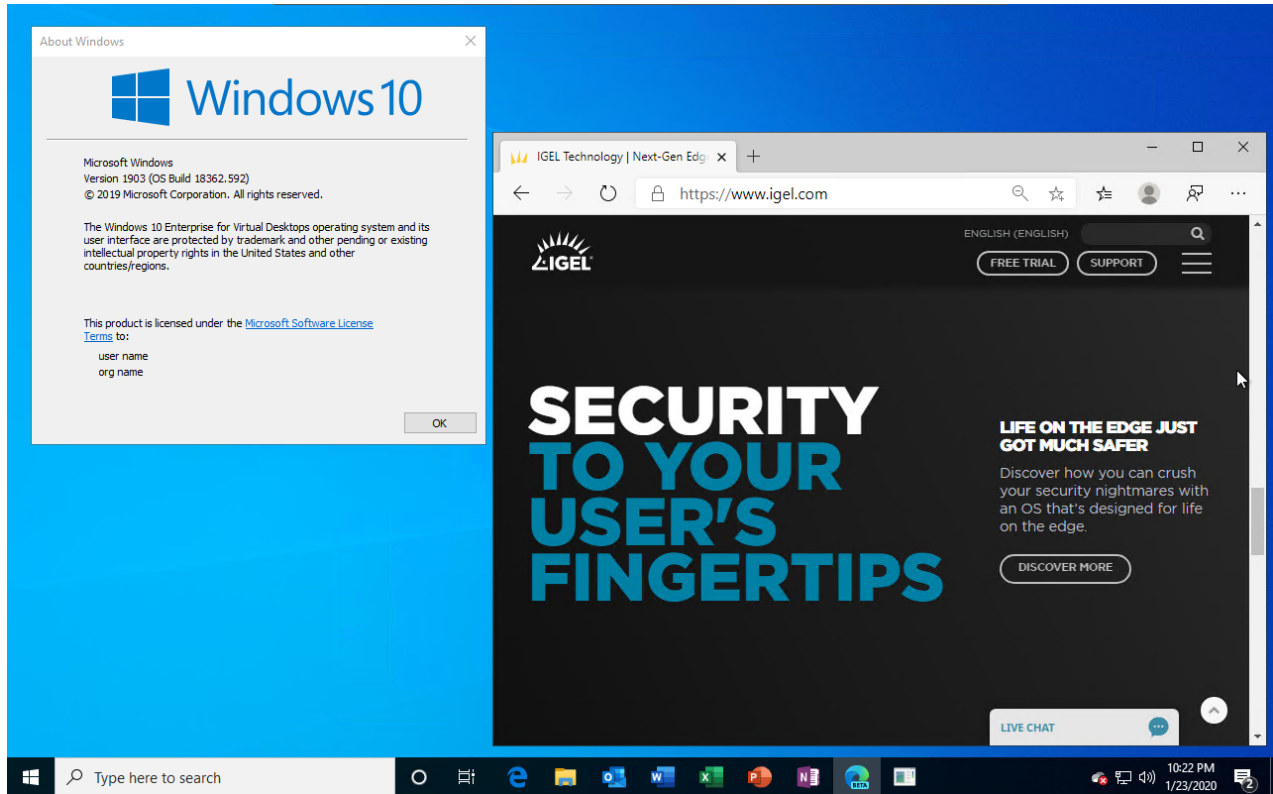 About Windows
Windows 10
Microsoft Windows
Version 1903 (OS Build 18362.592)
© 2019 Microsoft Corporation. All rights reserved.
The Windows 10 Enterprise for Virtual Desktops operating system and its
user interface are protected by trademark and other pending or existing
intellectual property rights in the United States and other
countries/regions.
This product is licensed under the Microsoft Software License
Terms to:
user name
org name
OK
IGEL Technology | Next-Gen Edg
https://www.igel.com
IGEL
ENGLISH (ENGLISH)
FREE TRIAL
SUPPORT
SECURITY
TO YOUR
USER'S
FINGERTIPS
LIFE ON THE EDGE JUST
GOT MUCH SAFER
Discover how you can crush
your security nightmares with
an OS that's designed for life
on the edge.
DISCOVER MORE
LIVE CHAT
Type here to search
BETA
10:22 PM
1/23/2020
2